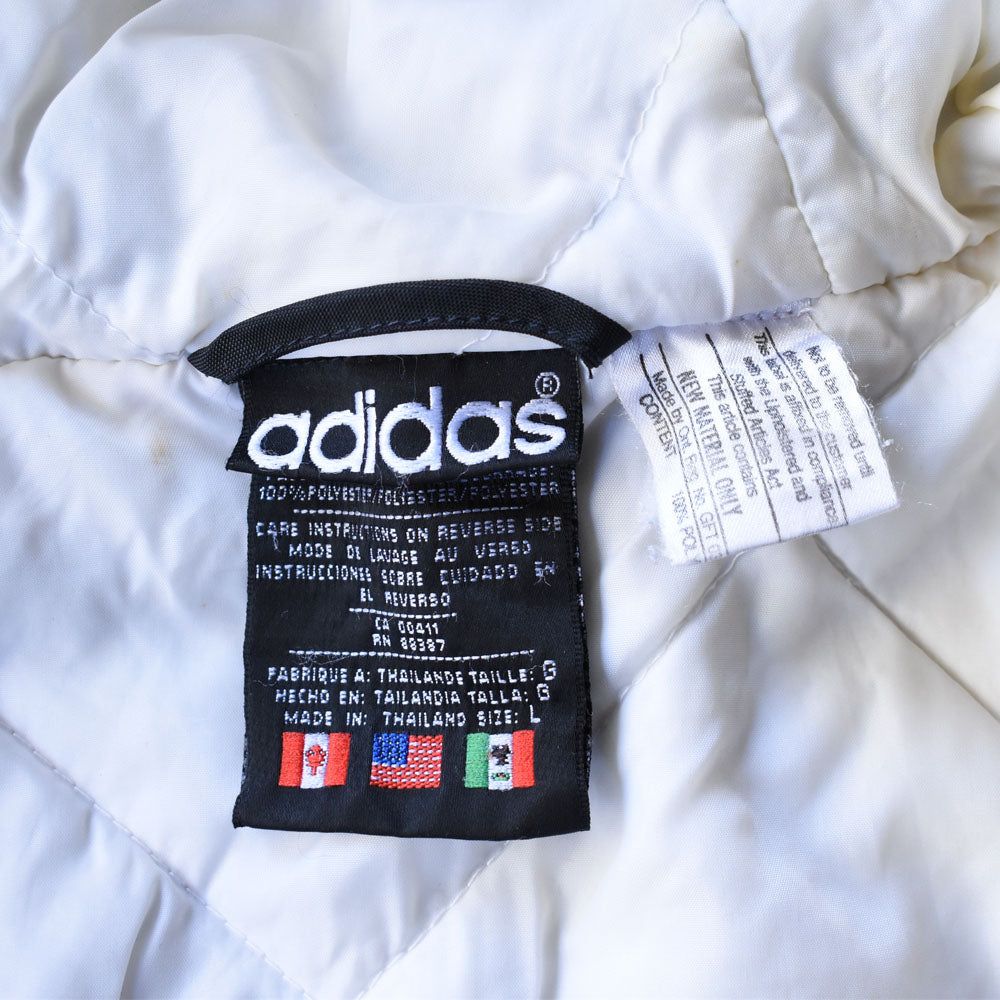 adidas®
100% POLYESTER/POLIESTER/POLYESTER
CARE INSTRUCTIONS ON REVERSE SIDE
MODE DE LAVAGE AU VERSO
INSTRUCCIONES SOBRE CUIDADO EN
EL REVERSO
CA 00411
RN 88387
FABRIQUE A: THAILANDE TAILLE: G
HECHO EN: TAILANDIA TALLA: G
MADE IN: THAILAND SIZE: L
Not to be removed until
delivered to the customer
This label is affixed in compliance
with the Upholstered and
Stuffed Articles Act
This article contains
NEW MATERIAL ONLY
Made by Ont. Reg. No.
CONTENT
100%